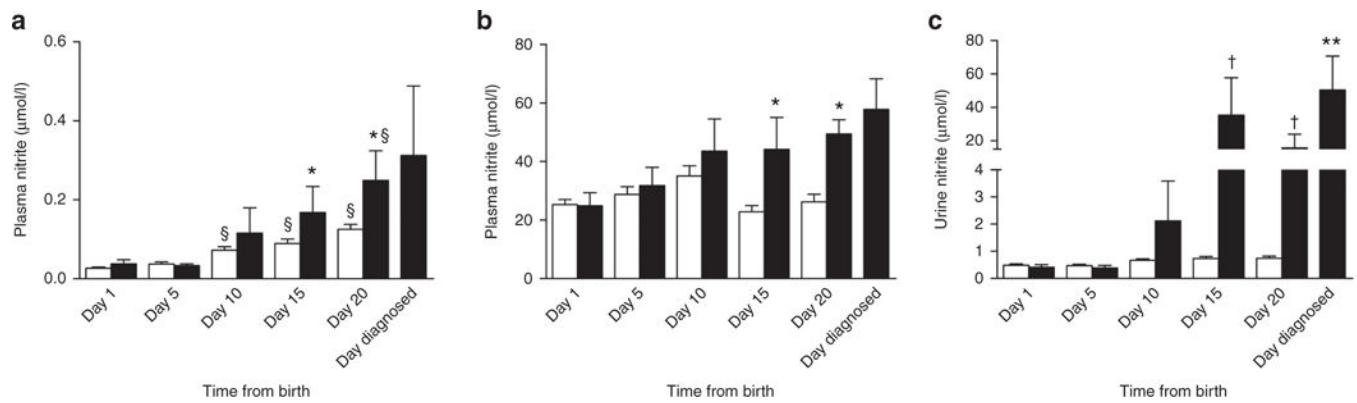 a
Plasma nitrite (μmol/l)
0.6
0.4
0.2
0.0
§
§
*
§
*§
Day 1
Day 5
Day 10
Day 15
Day 20
Day diagnosed
Time from birth
b
Plasma nitrite (μmol/l)
80
60
40
20
0
*
*
Day 1
Day 5
Day 10
Day 15
Day 20
Day diagnosed
Time from birth
c
Urine nitrite (μmol/l)
80
60
40
20
4
3
2
1
0
†
†
**
Day 1
Day 5
Day 10
Day 15
Day 20
Day diagnosed
Time from birth